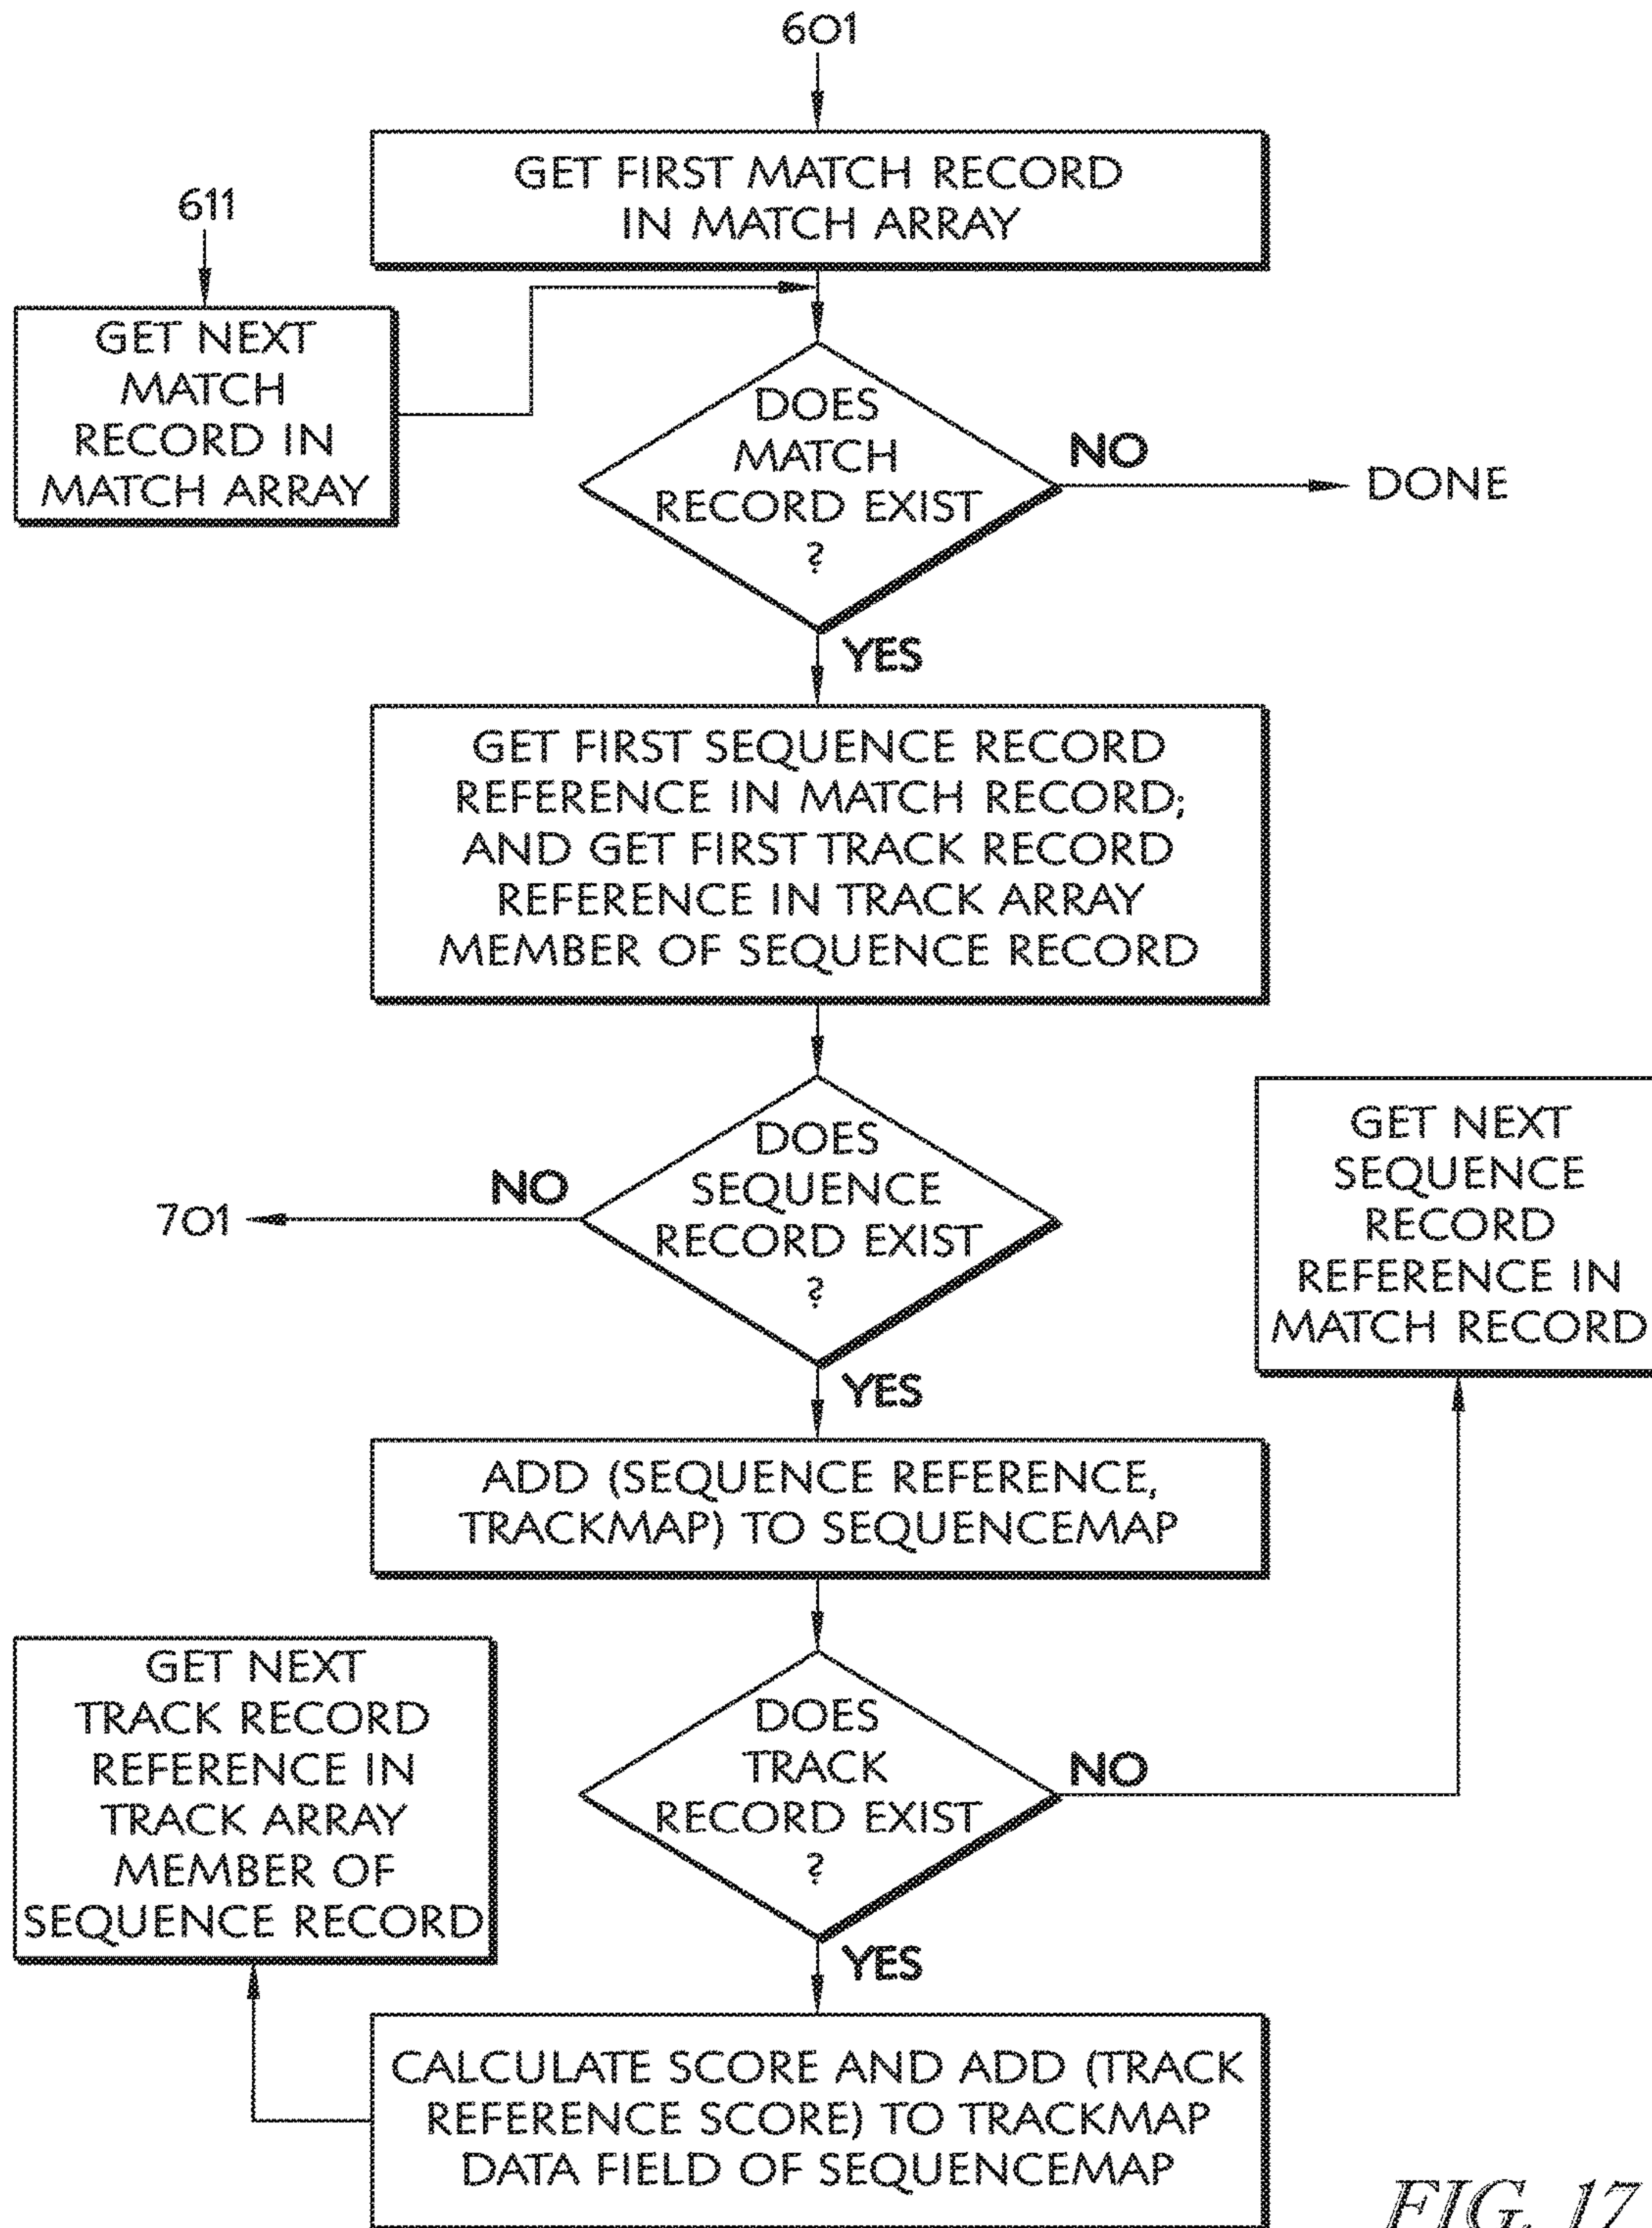 601
GET FIRST MATCH RECORD
IN MATCH ARRAY
611
GET NEXT
MATCH
RECORD IN
MATCH ARRAY
DOES
MATCH
RECORD EXIST
?
NO
DONE
YES
GET FIRST SEQUENCE RECORD
REFERENCE IN MATCH RECORD;
AND GET FIRST TRACK RECORD
REFERENCE IN TRACK ARRAY
MEMBER OF SEQUENCE RECORD
DOES
SEQUENCE
RECORD EXIST
?
NO
701
YES
GET NEXT
SEQUENCE
RECORD
REFERENCE IN
MATCH RECORD
ADD (SEQUENCE REFERENCE,
TRACKMAP) TO SEQUENCEMAP
GET NEXT
TRACK RECORD
REFERENCE IN
TRACK ARRAY
MEMBER OF
SEQUENCE RECORD
DOES
TRACK
RECORD EXIST
?
NO
YES
CALCULATE SCORE AND ADD (TRACK
REFERENCE SCORE) TO TRACKMAP
DATA FIELD OF SEQUENCEMAP
FIG. 17